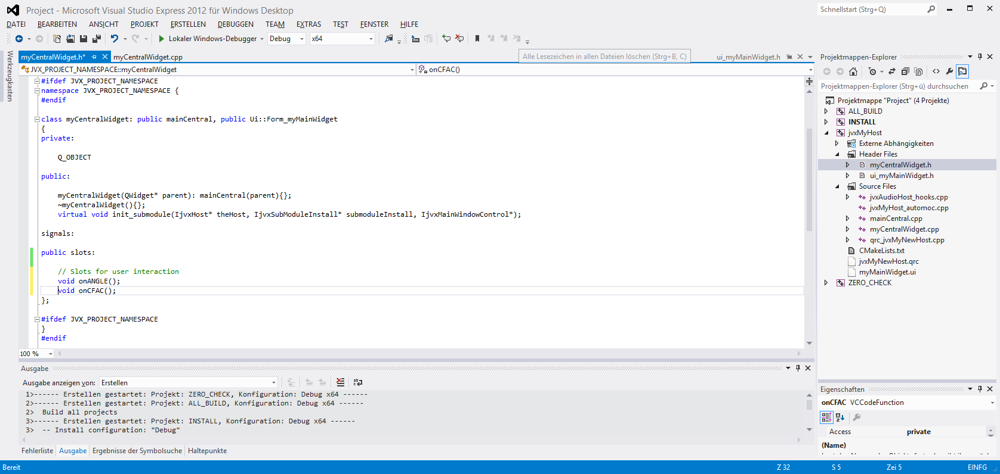 Project - Microsoft Visual Studio Express 2012 für Windows Desktop
Schnellstart (Strg+Q)
DATEI BEARBEITEN ANSICHT PROJEKT ERSTELLEN DEBUGGEN TEAM EXTRAS TEST FENSTER HILFE
Lokaler Windows-Debugger Debug x64
Werkzeugkasten
myCentralWidget.h* myCentralWidget.cpp
Alle Lesezeichen in allen Dateien löschen (Strg+B, C)
ui_myMainWidget.h
JVX_PROJECT_NAMESPACE::myCentralWidget onCFAC()
#ifdef JVX_PROJECT_NAMESPACE
namespace JVX_PROJECT_NAMESPACE {
#endif
class myCentralWidget: public mainCentral, public Ui::Form_myMainWidget
{
private:
Q_OBJECT
public:
myCentralWidget(QWidget* parent): mainCentral(parent){};
~myCentralWidget(){};
virtual void init_submodule(IjvxHost* theHost, IjvxSubModuleInstall* submoduleInstall, IjvxMainWindowControl*);
signals:
public slots:
// Slots for user interaction
void onANGLE();
void onCFAC();
};
#ifdef JVX_PROJECT_NAMESPACE
}
#endif
100 %
Ausgabe
Ausgabe anzeigen von: Erstellen
1>------ Erstellen gestartet: Projekt: ZERO_CHECK, Konfiguration: Debug x64 ------
2>------ Erstellen gestartet: Projekt: ALL_BUILD, Konfiguration: Debug x64 ------
2> Build all projects
3>------ Erstellen gestartet: Projekt: INSTALL, Konfiguration: Debug x64 ------
3> -- Install configuration: "Debug"
Fehlerliste Ausgabe Ergebnisse der Symbolsuche Haltepunkte
Projektmappen-Explorer
Projektmappen-Explorer (Strg+ü) durchsuchen
Projektmappe "Project" (4 Projekte)
ALL_BUILD
INSTALL
jvxMyHost
Externe Abhängigkeiten
Header Files
myCentralWidget.h
ui_myMainWidget.h
Source Files
jvxAudioHost_hooks.cpp
jvxMyHost_automoc.cpp
mainCentral.cpp
myCentralWidget.cpp
qrc_jvxMyNewHost.cpp
CMakeLists.txt
jvxMyNewHost.qrc
myMainWidget.ui
ZERO_CHECK
Eigenschaften
onCFAC VCCodeFunction
Access private
(Name)
Bereit Z 32 S 5 Zei 5 EINFG